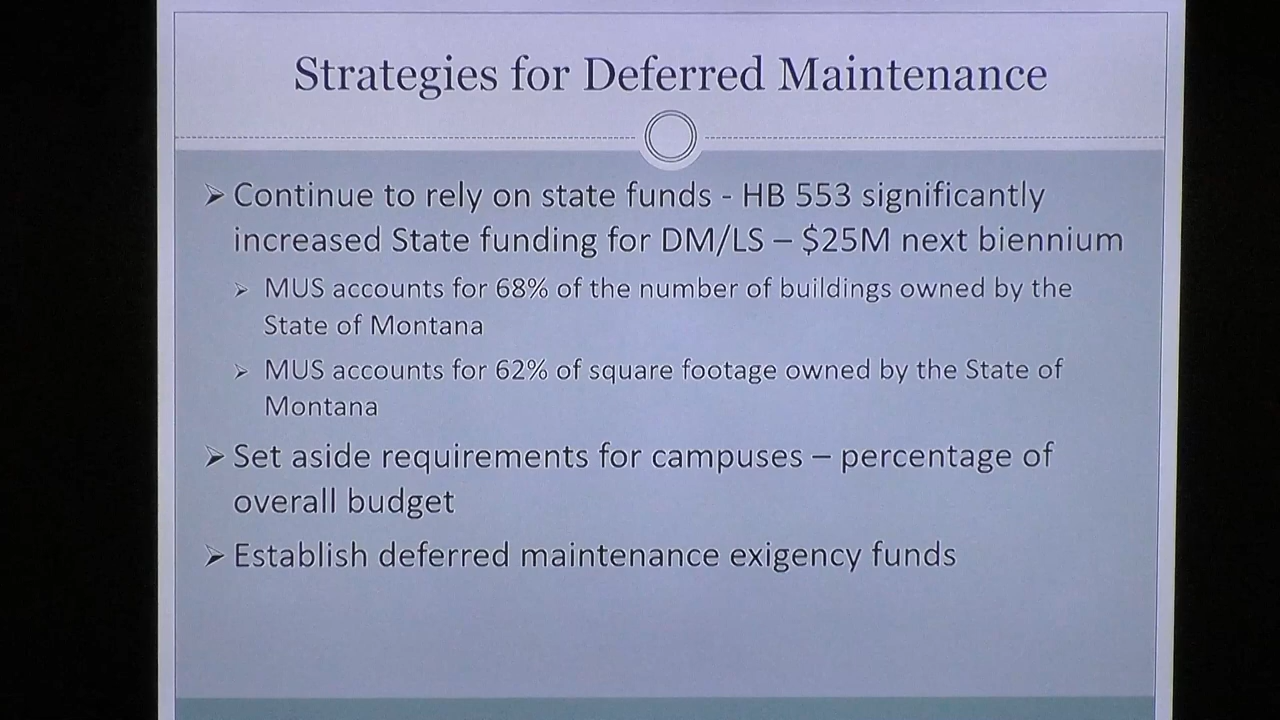 Strategies for Deferred Maintenance
Continue to rely on state funds - HB 553 significantly
increased State funding for DM/LS – $25M next biennium
MUS accounts for 68% of the number of buildings owned by the
State of Montana
MUS accounts for 62% of square footage owned by the State of
Montana
Set aside requirements for campuses – percentage of
overall budget
Establish deferred maintenance exigency funds